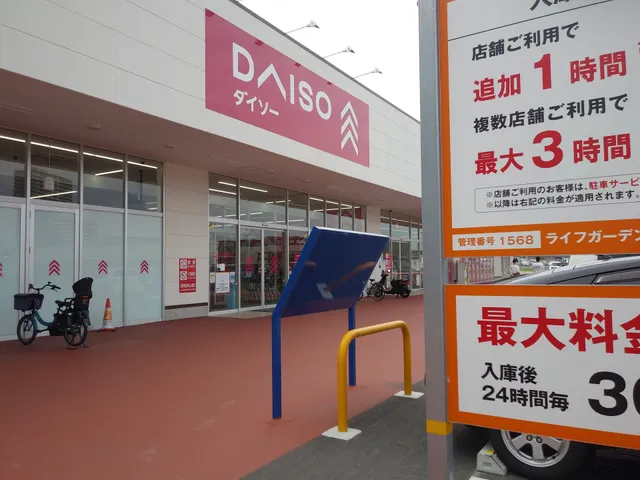 DAISO
ダイソー
店舗ご利用で
追加 1 時間
複数店舗ご利用で
最大 3 時間
※店舗ご利用のお客様は、駐車サービ
※以降は右記の料金が適用されます。
管理番号 1568 ライフガーデン
最大料金
入庫後
24時間毎 30